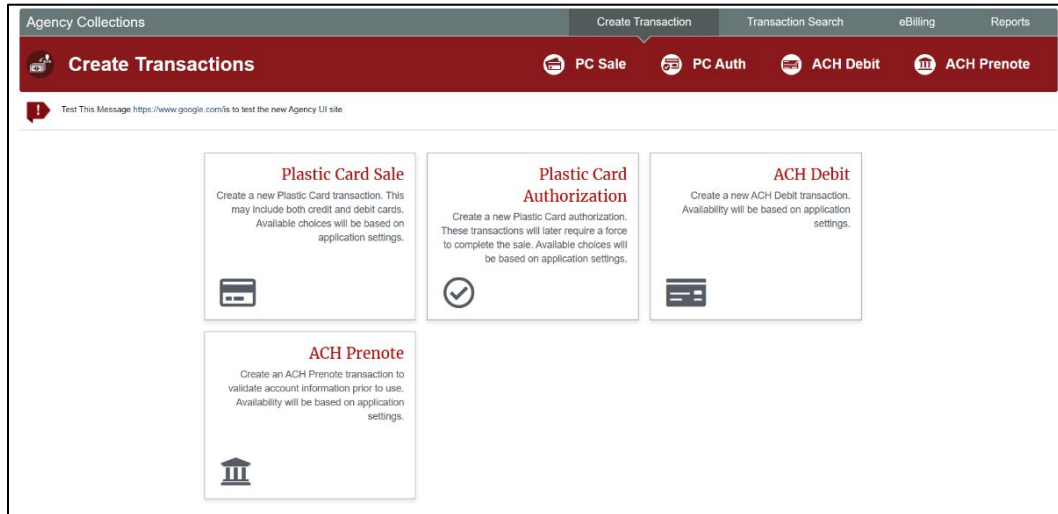 Agency Collections
Create Transaction
Transaction Search
eBilling
Reports
Create Transactions
PC Sale
PC Auth
ACH Debit
ACH Prenote
Test This Message https://www.google.com/is to test the new Agency UI site
Plastic Card Sale
Create a new Plastic Card transaction. This
may include both credit and debit cards.
Available choices will be based on
application settings.
Plastic Card
Authorization
Create a new Plastic Card authorization.
These transactions will later require a force
to complete the sale. Available choices will
be based on application settings.
ACH Debit
Create a new ACH Debit transaction.
Availability will be based on application
settings.
ACH Prenote
Create an ACH Prenote transaction to
validate account information prior to use.
Availability will be based on application
settings.